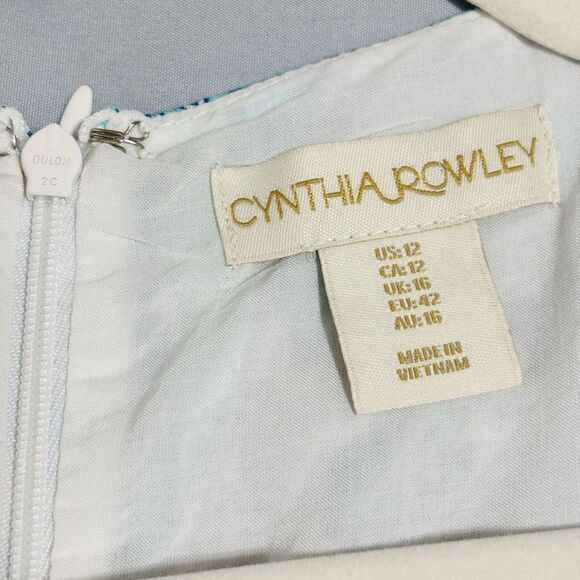 DULON
2C
CYNTHIA ROWLEY
US:12
CA:12
UK:16
EU:42
AU:16
MADE IN
VIETNAM